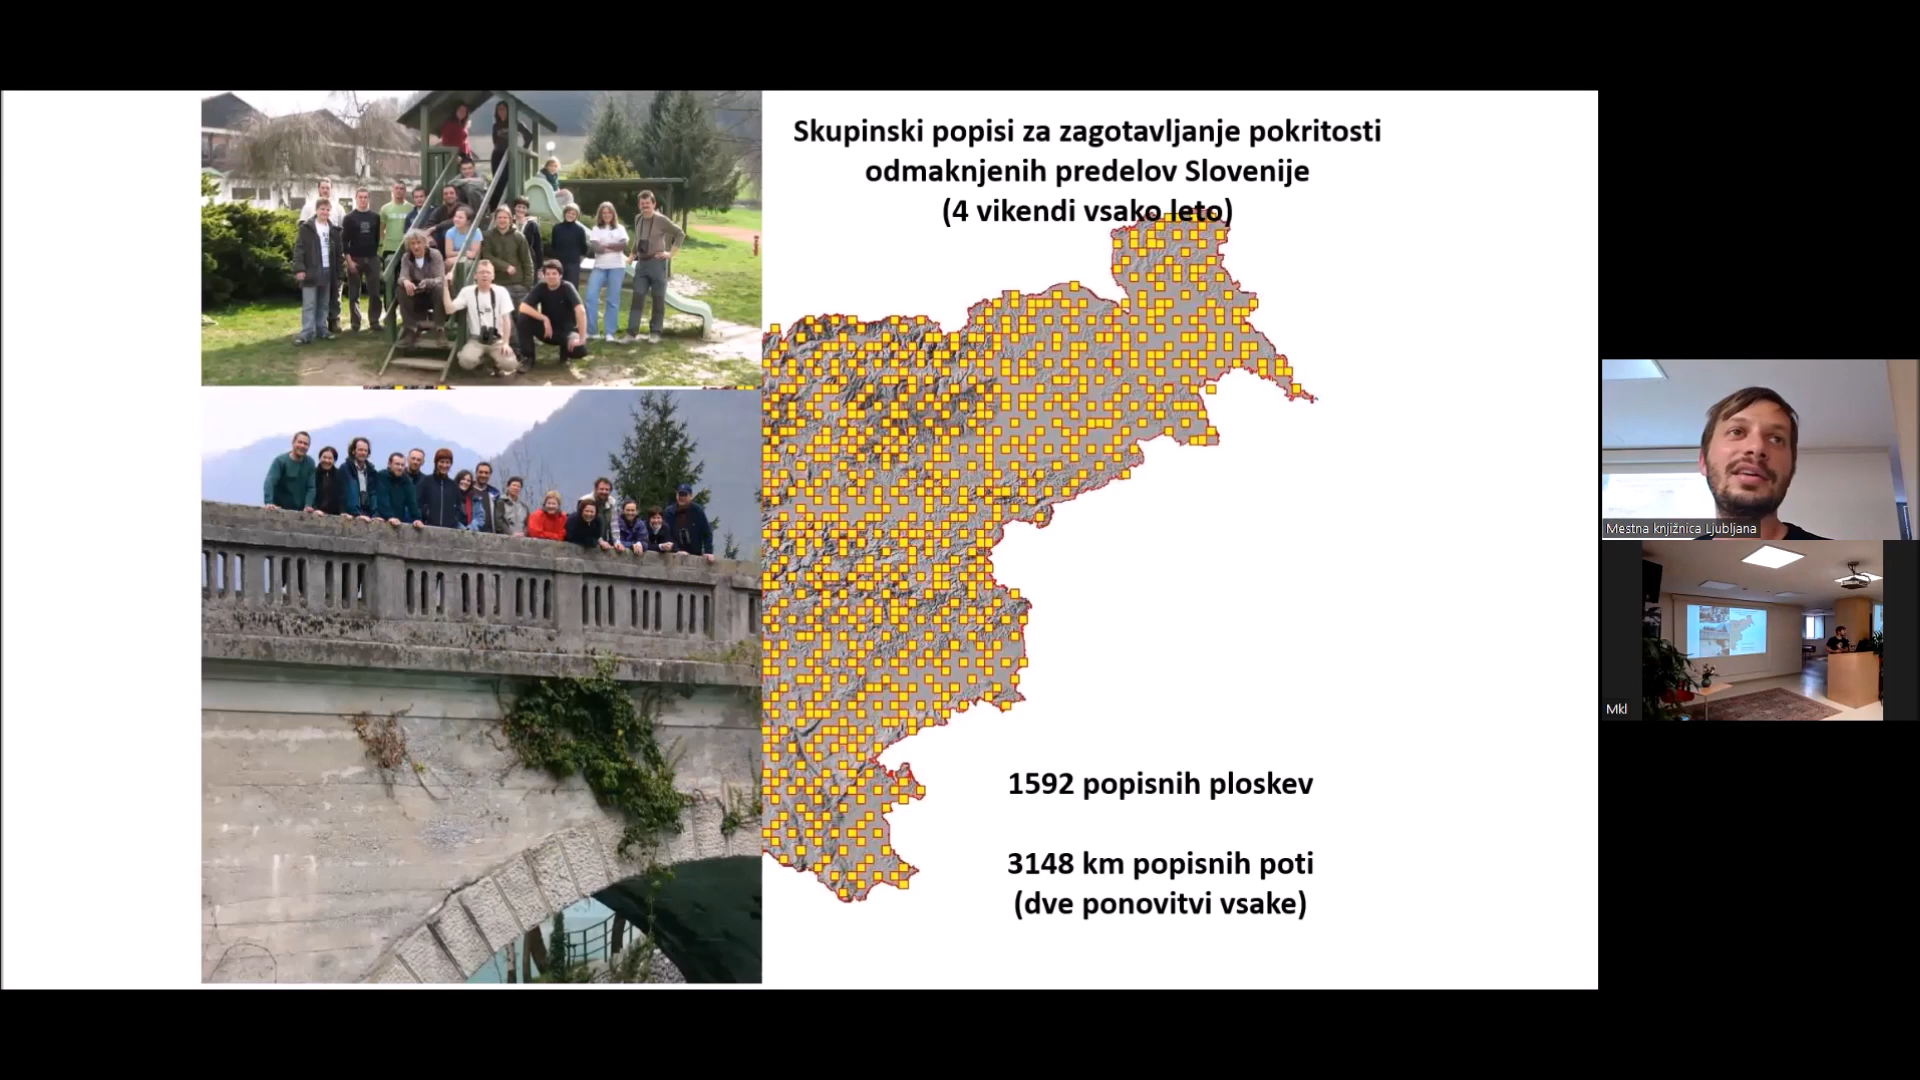 Skupinski popisi za zagotavljanje pokritosti
odmaknjenih predelov Slovenije
(4 vikendi vsako leto)
1592 popisnih ploskev
3148 km popisnih poti
(dve ponovitvi vsake)
Mestna knjižnica Ljubljana
Mkl